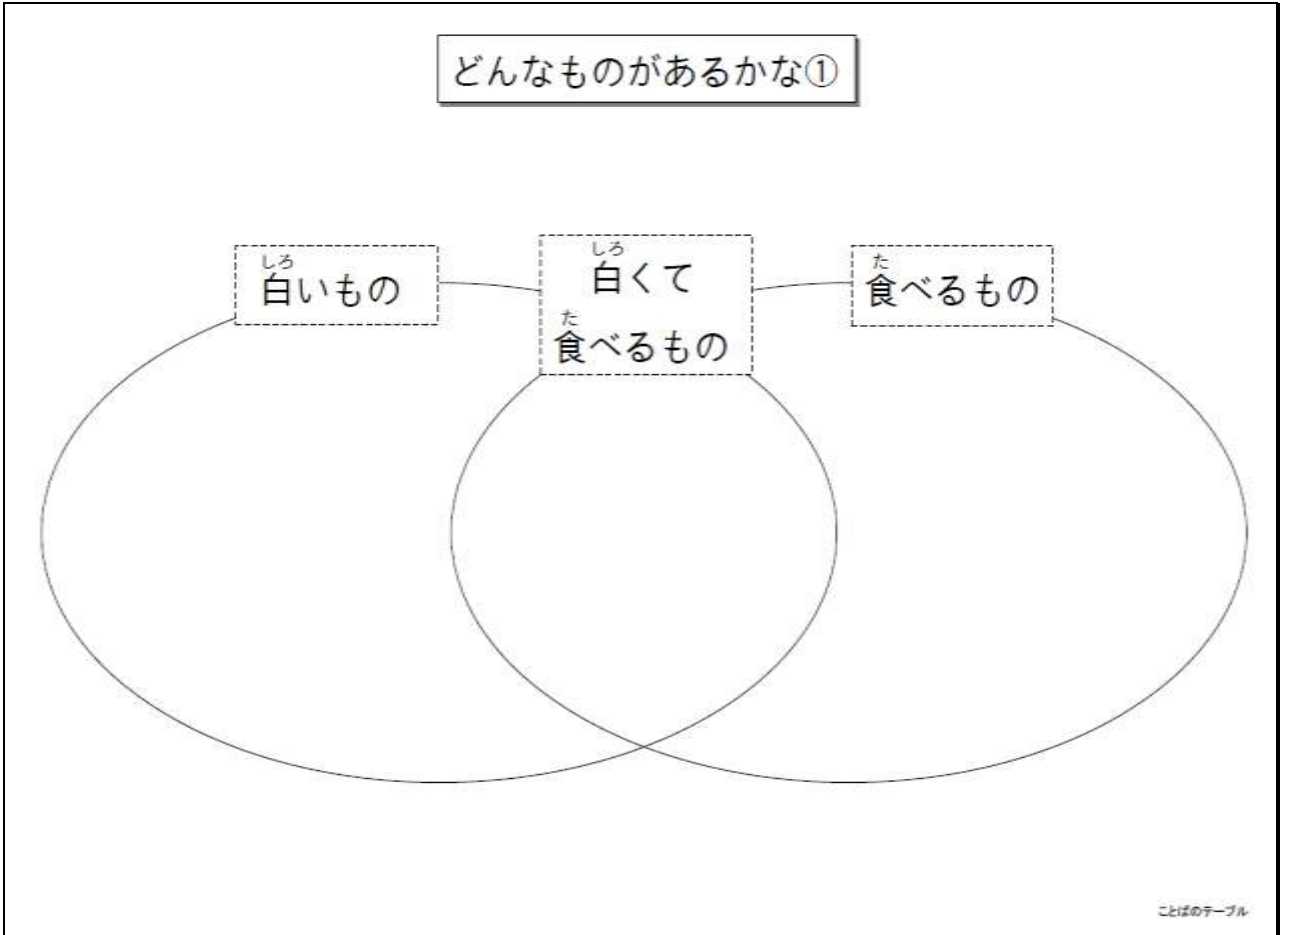 どんなものがあるかな①
しろ
白いもの
しろ
白くて
た
食べるもの
た
食べるもの
ことばのテーブル